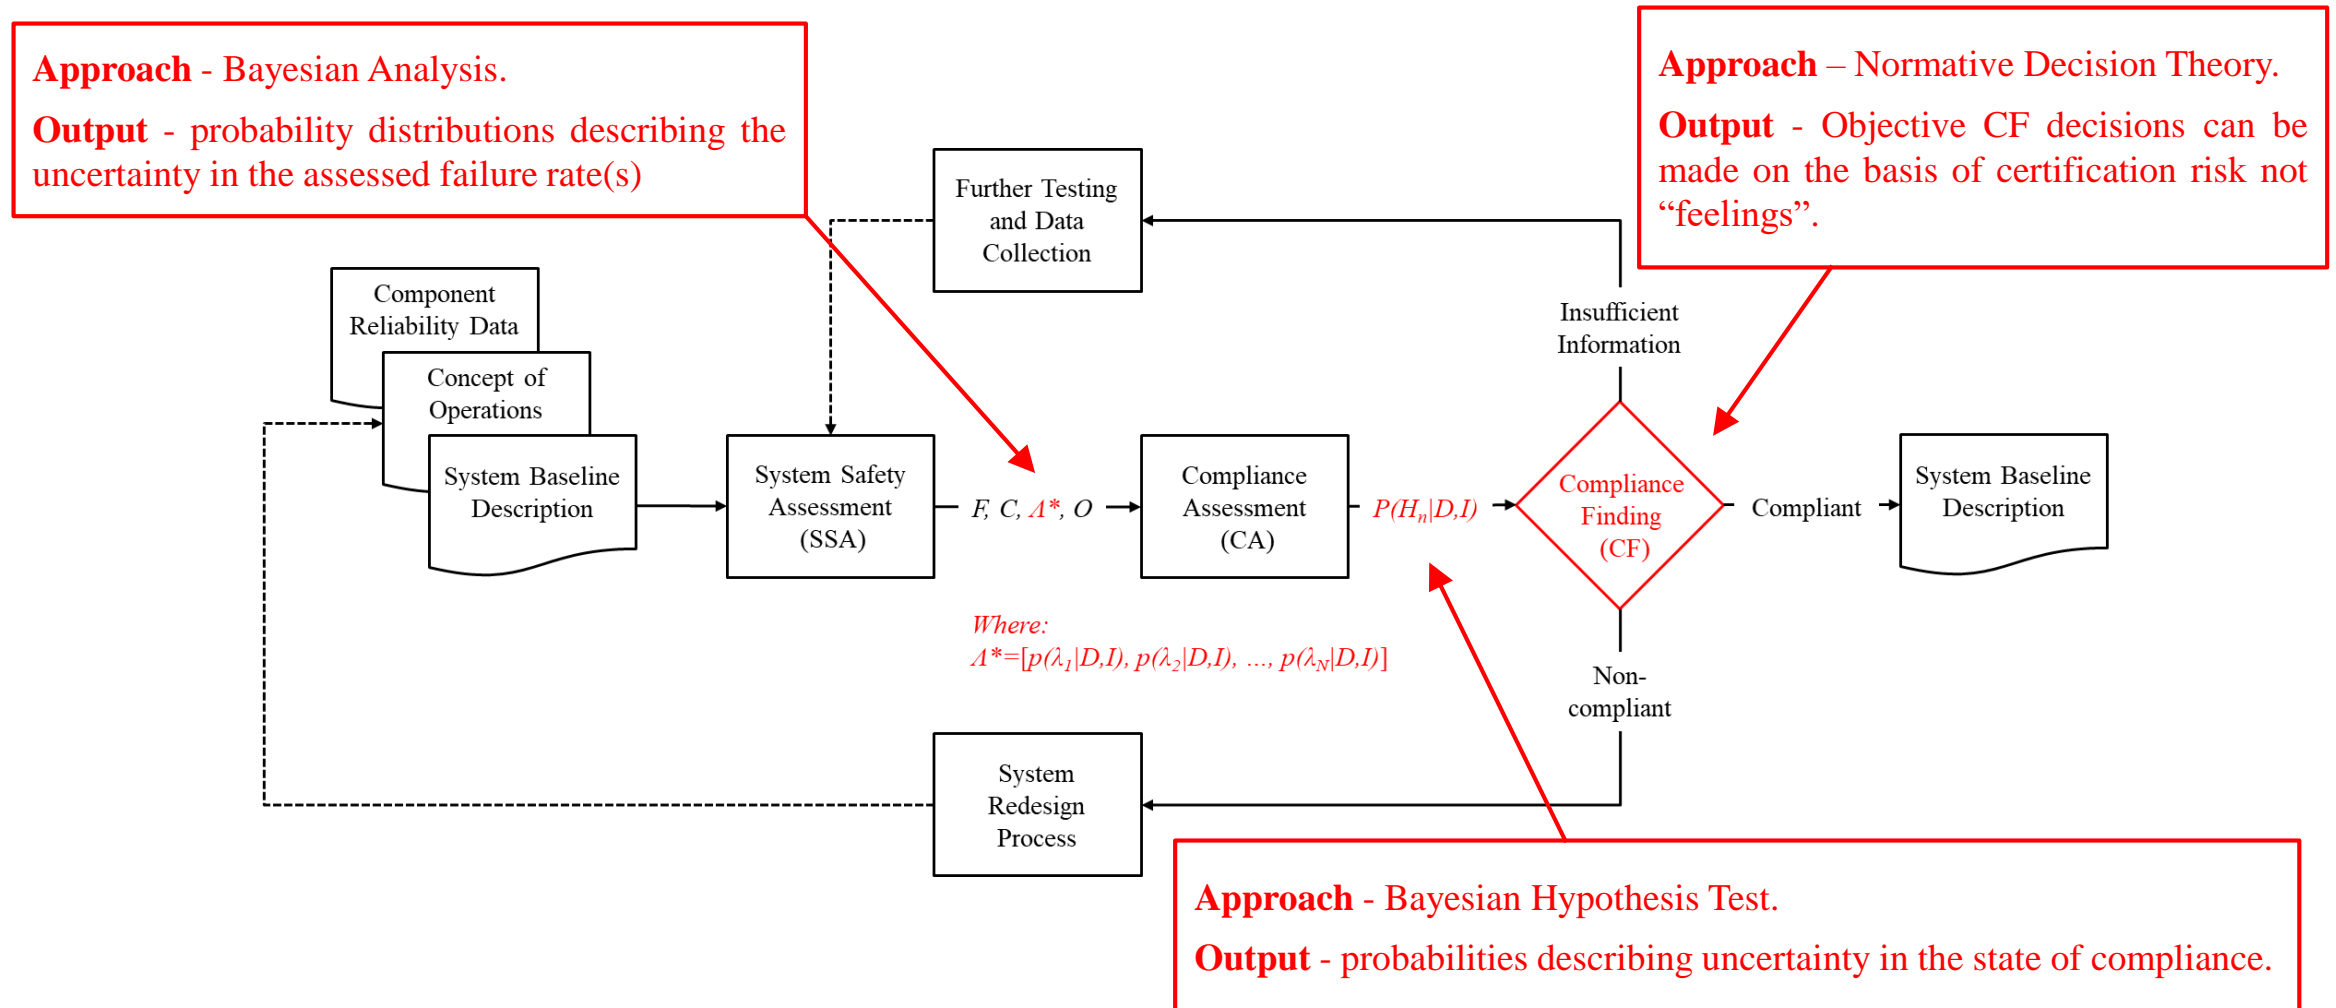 Approach - Bayesian Analysis.
Output - probability distributions describing the
uncertainty in the assessed failure rate(s)
Approach – Normative Decision Theory.
Output - Objective CF decisions can be
made on the basis of certification risk not
“feelings”.
Further Testing
and Data
Collection
Component
Reliability Data
Concept of
Operations
System Baseline
Description
System Safety
Assessment
(SSA)
F, C, Λ*, O
Compliance
Assessment
(CA)
P(Hₙ|D,I)
Insufficient
Information
Compliance
Finding
(CF)
Compliant
System Baseline
Description
Where:
Λ*=[p(λ₁|D,I), p(λ₂|D,I), ..., p(λ_N|D,I)]
Non-
compliant
System
Redesign
Process
Approach - Bayesian Hypothesis Test.
Output - probabilities describing uncertainty in the state of compliance.